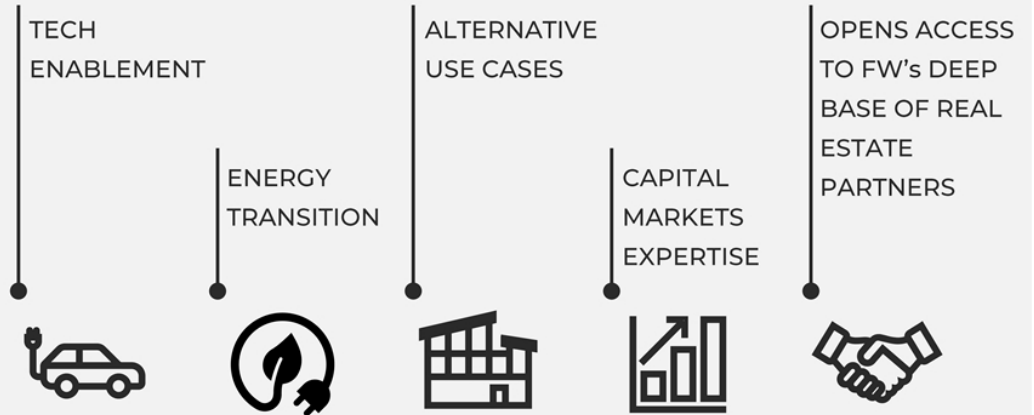 TECH
ENABLEMENT
ENERGY
TRANSITION
ALTERNATIVE
USE CASES
CAPITAL
MARKETS
EXPERTISE
OPENS ACCESS
TO FW's DEEP
BASE OF REAL
ESTATE
PARTNERS